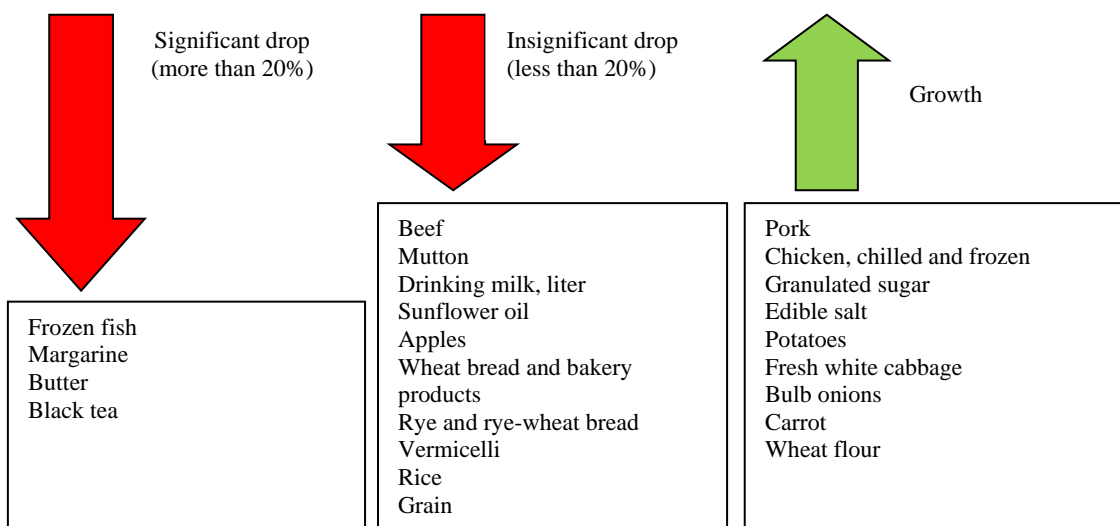 Significant drop
(more than 20%)
Insignificant drop
(less than 20%)
Growth
Frozen fish
Margarine
Butter
Black tea
Beef
Mutton
Drinking milk, liter
Sunflower oil
Apples
Wheat bread and bakery
products
Rye and rye-wheat bread
Vermicelli
Rice
Grain
Pork
Chicken, chilled and frozen
Granulated sugar
Edible salt
Potatoes
Fresh white cabbage
Bulb onions
Carrot
Wheat flour